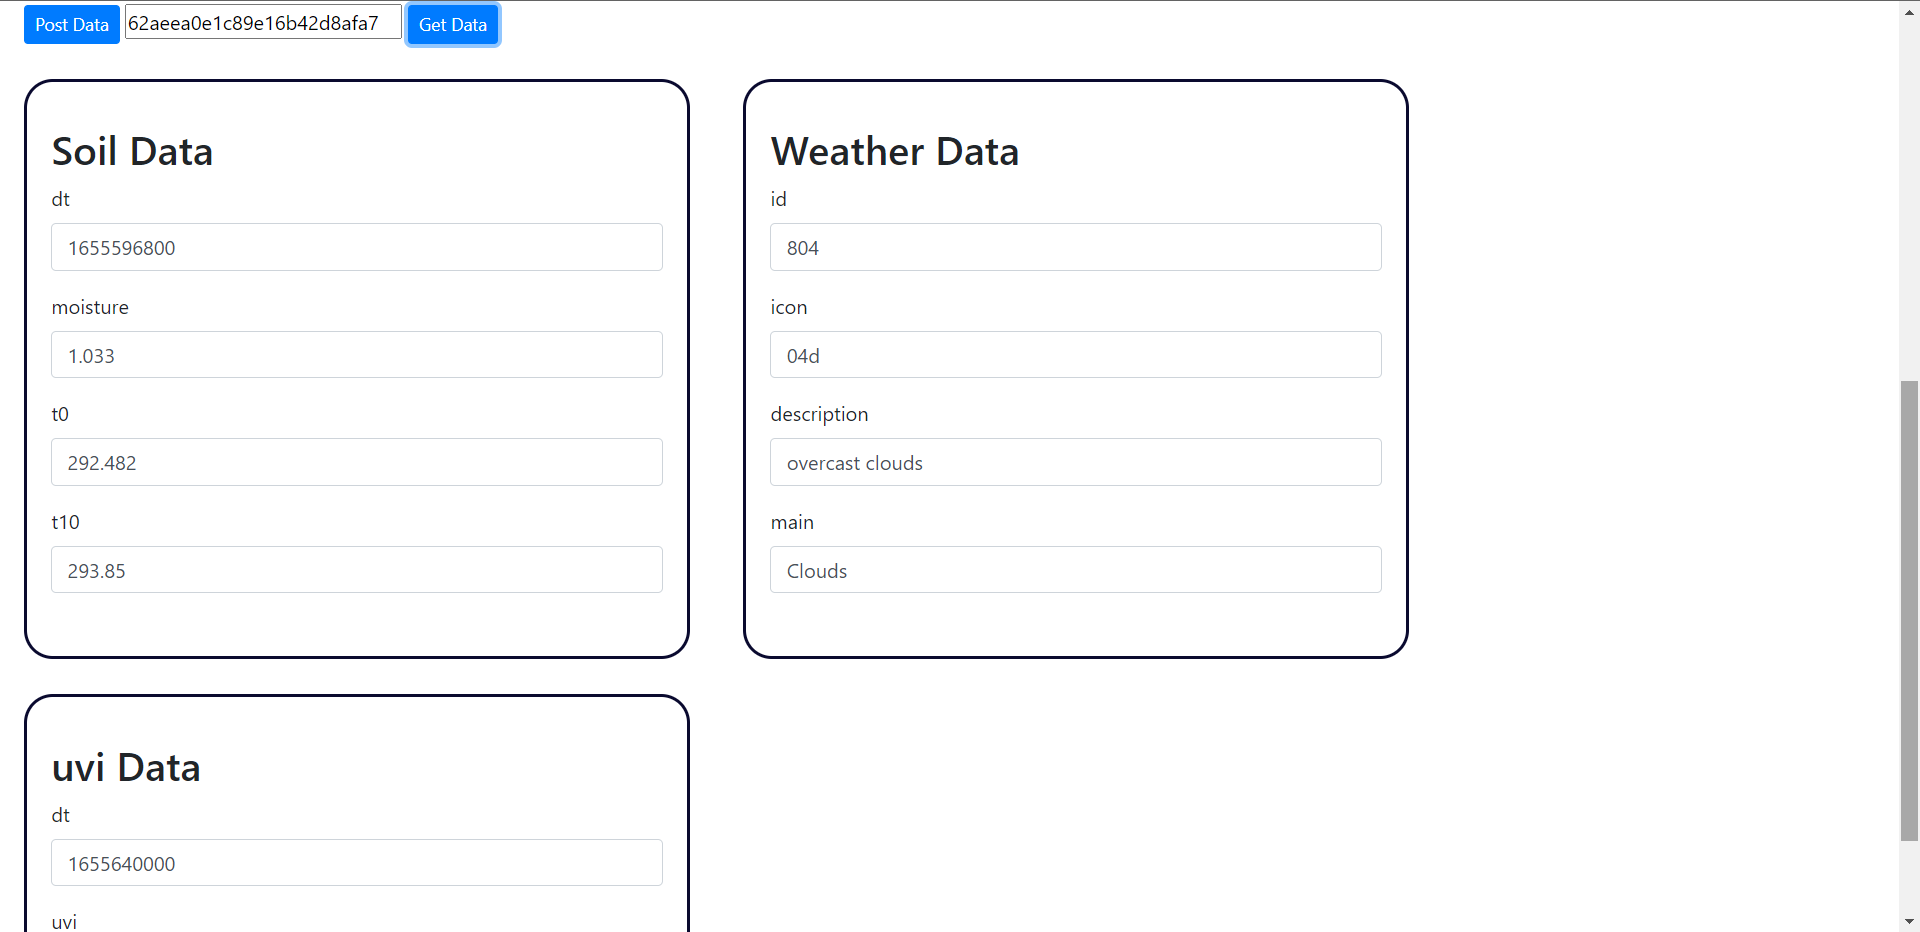 Post Data 62aeea0e1c89e16b42d8afa7 Get Data
Soil Data
dt
1655596800
moisture
1.033
t0
292.482
t10
293.85
Weather Data
id
804
icon
04d
description
overcast clouds
main
Clouds
uvi Data
dt
1655640000
uvi